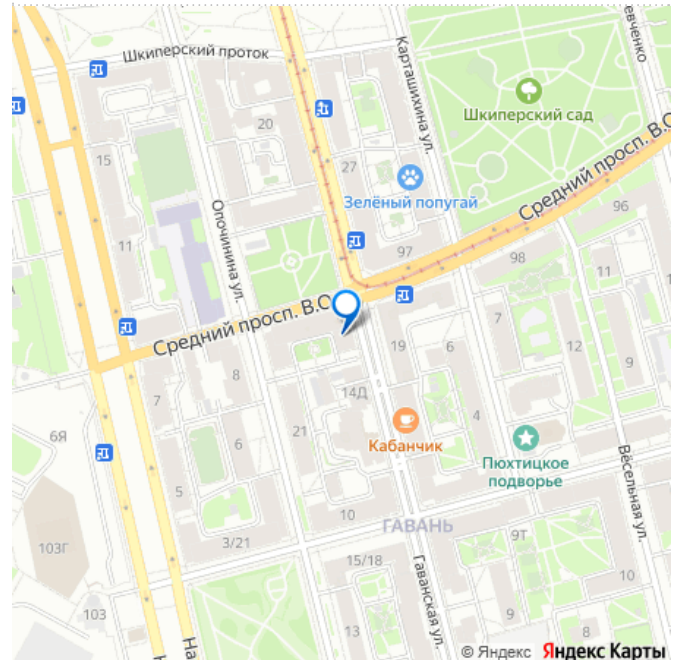 Шкиперский проток
Карташихина ул.
евченко
20
15
Шкиперский сад
27
Зелёный попугай
Средний просп. В.О.
Опочинина ул.
11
97
96
98
11
Средний просп. В.О
19
6
7
12
9
7
8
14Д
4
6Я
21
6
Кабанчик
Пюхтицкое
подворье
Вёсельная ул.
5
10
ГАВАНЬ
3/21
9Т
103Г
15/18
Гаванская ул.
10
103
13
9
8
На
© Яндекс Яндекс Карты